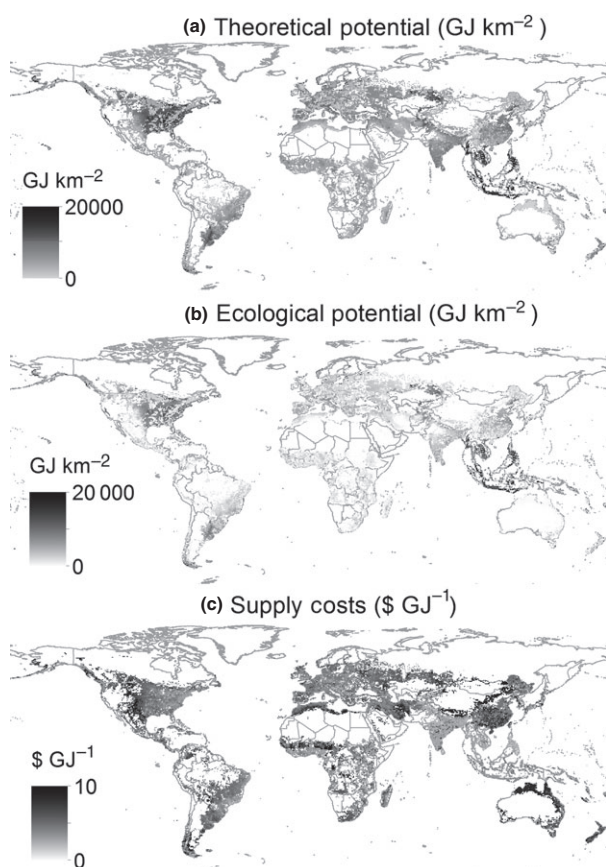 (a) Theoretical potential (GJ km⁻² )
GJ km⁻²
20000
0
(b) Ecological potential (GJ km⁻² )
GJ km⁻²
20 000
0
(c) Supply costs ($ GJ⁻¹)
$ GJ⁻¹
10
0